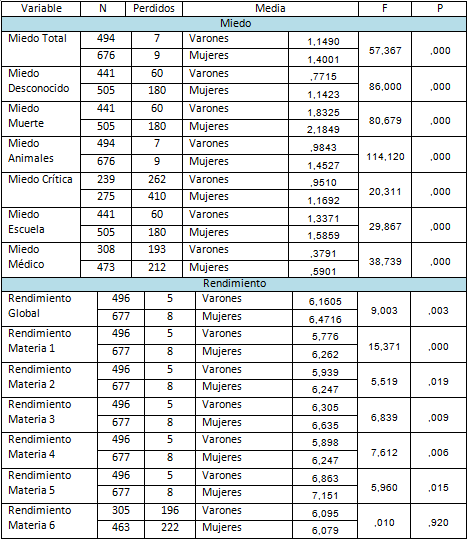 Variable N Perdidos Media F P
Miedo
Miedo Total 494 7 Varones 1,1490 57,367 ,000
676 9 Mujeres 1,4001
Miedo Desconocido 441 60 Varones ,7715 86,000 ,000
505 180 Mujeres 1,1423
Miedo Muerte 441 60 Varones 1,8325 80,679 ,000
505 180 Mujeres 2,1849
Miedo Animales 494 7 Varones ,9843 114,120 ,000
676 9 Mujeres 1,4527
Miedo Crítica 239 262 Varones ,9510 20,311 ,000
275 410 Mujeres 1,1692
Miedo Escuela 441 60 Varones 1,3371 29,867 ,000
505 180 Mujeres 1,5859
Miedo Médico 308 193 Varones ,3791 38,739 ,000
473 212 Mujeres ,5901
Rendimiento
Rendimiento Global 496 5 Varones 6,1605 9,003 ,003
677 8 Mujeres 6,4716
Rendimiento Materia 1 496 5 Varones 5,776 15,371 ,000
677 8 Mujeres 6,262
Rendimiento Materia 2 496 5 Varones 5,939 5,519 ,019
677 8 Mujeres 6,247
Rendimiento Materia 3 496 5 Varones 6,305 6,839 ,009
677 8 Mujeres 6,635
Rendimiento Materia 4 496 5 Varones 5,898 7,612 ,006
677 8 Mujeres 6,247
Rendimiento Materia 5 496 5 Varones 6,863 5,960 ,015
677 8 Mujeres 7,151
Rendimiento Materia 6 305 196 Varones 6,095 ,010 ,920
463 222 Mujeres 6,079